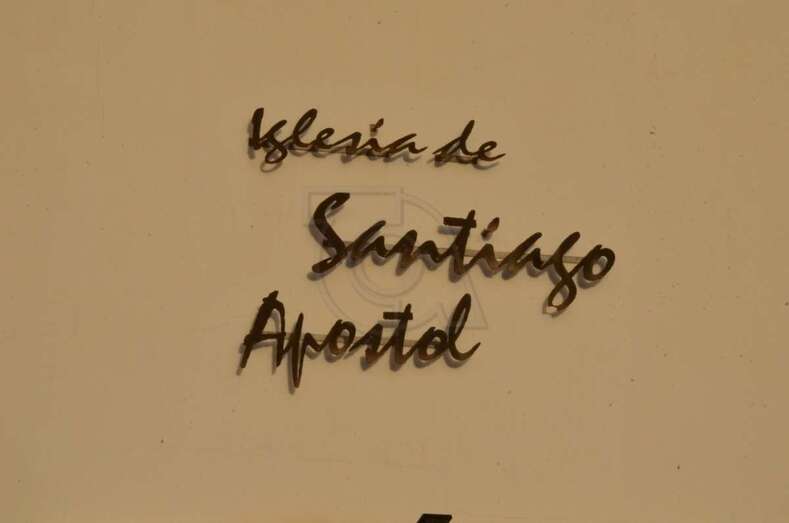 Iglesia de
Santiago
Apostol